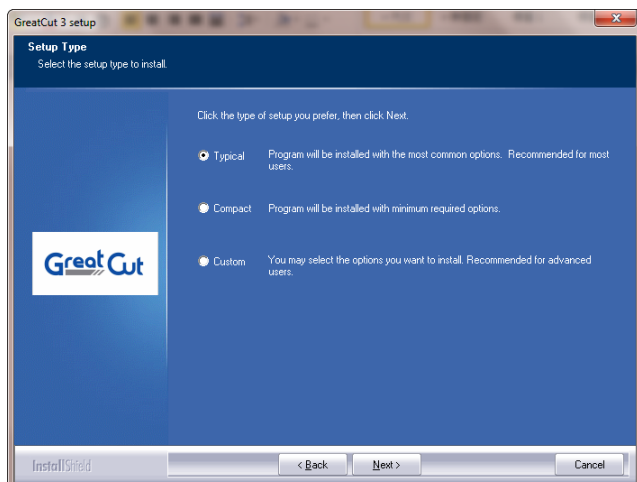 GreatCut 3 setup
Setup Type
Select the setup type to install.
Click the type of setup you prefer, then click Next.
Typical Program will be installed with the most common options. Recommended for most
users.
Compact Program will be installed with minimum required options.
Great Cut
Custom You may select the options you want to install. Recommended for advanced
users.
InstallShield
< Back Next > Cancel